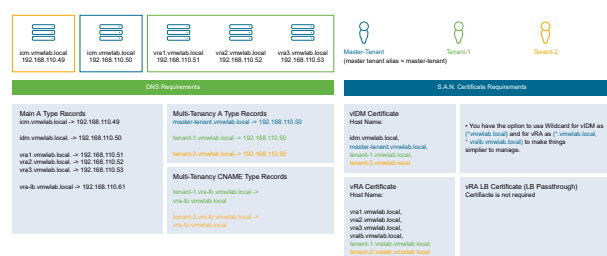 icm.vmwlab.local
192.168.110.49
icm.vmwlab.local
192.168.110.50
vra1.vmwlab.local
192.168.110.51
vra2.vmwlab.local
192.168.110.52
vra3.vmwlab.local
192.168.110.53
Master-Tenant
(master tenant alias = master-tenant)
Tenant-1
Tenant-2
DNS Requirements
S.A.N. Certificate Requirements
Main A Type Records
icm.vmwlab.local -> 192.168.110.49
idm.vmwlab.local. -> 192.168.110.50
vra1.vmwlab.local. -> 192.168.110.51
vra2.vmwlab.local. -> 192.168.110.52
vra3.vmwlab.local. -> 192.168.110.53
vra-lb.vmwlab.local -> 192.168.110.61
Multi-Tenancy A Type Records
master-tenant.vmwlab.local -> 192.168.110.50
tenant-1.vmwlab.local -> 192.168.110.50
tenant-2.vmwlab.local -> 192.168.110.50
Multi-Tenancy CNAME Type Records
tenant-1.vra-lb.vmwlab.local ->
vra-lb.vmwlab.local
tenant-2.vra-lb.vmwlab.local ->
vra-lb.vmwlab.local
vIDM Certificate
Host Name:
idm.vmwlab.local,
master-tenant.vmwlab.local,
tenant-1.vmwlab.local,
tenant-2.vmwlab.local
• You have the option to use Wildcard for vIDM as
(*vmwlab.local) and for vRA as (*.vmwlab.local,
*.vralb.vmwlab.local) to make things
simplier to manage.
vRA Certificate
Host Name:
vra1.vmwlab.local,
vra2.vmwlab.local,
vra3.vmwlab.local,
vralb.vmwlab.local,
tenant-1.vralab.vmwlab.local,
tenant-2.vralab.vmwlab.local
vRA LB Certificate (LB Passthrough)
Certifiacte is not required